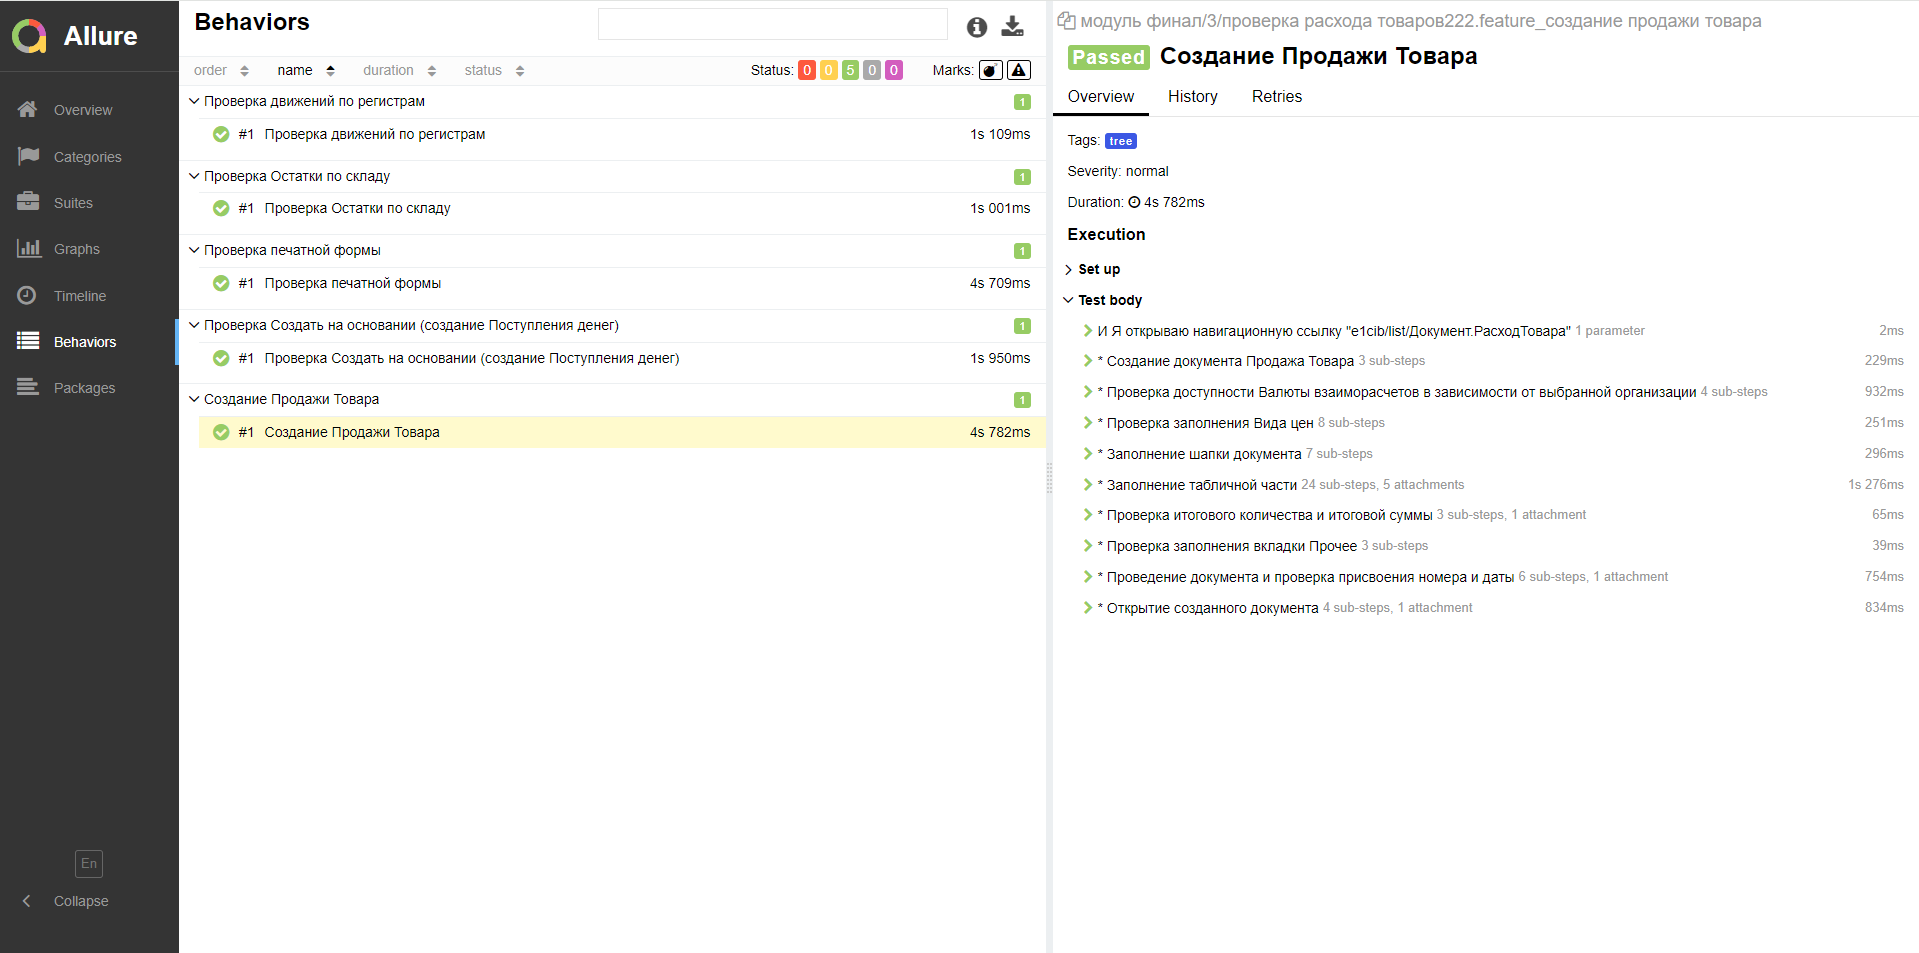 Allure
Overview
Categories
Suites
Graphs
Timeline
Behaviors
Packages
En
Collapse
Behaviors
order name duration status Status: 0 0 5 0 0 Marks:
Проверка движений по регистрам 1
#1 Проверка движений по регистрам 1s 109ms
Проверка Остатки по складу 1
#1 Проверка Остатки по складу 1s 001ms
Проверка печатной формы 1
#1 Проверка печатной формы 4s 709ms
Проверка Создать на основании (создание Поступления денег) 1
#1 Проверка Создать на основании (создание Поступления денег) 1s 950ms
Создание Продажи Товара 1
#1 Создание Продажи Товара 4s 782ms
модуль финал/3/проверка расхода товаров222.feature_создание продажи товара
Passed Создание Продажи Товара
Overview History Retries
Tags: tree
Severity: normal
Duration: 4s 782ms
Execution
Set up
Test body
И Я открываю навигационную ссылку "e1cib/list/Документ.РасходТовара" 1 parameter 2ms
* Создание документа Продажа Товара 3 sub-steps 229ms
* Проверка доступности Валюты взаиморасчетов в зависимости от выбранной организации 4 sub-steps 932ms
* Проверка заполнения Вида цен 8 sub-steps 251ms
* Заполнение шапки документа 7 sub-steps 296ms
* Заполнение табличной части 24 sub-steps, 5 attachments 1s 276ms
* Проверка итогового количества и итоговой суммы 3 sub-steps, 1 attachment 65ms
* Проверка заполнения вкладки Прочее 3 sub-steps 39ms
* Проведение документа и проверка присвоения номера и даты 6 sub-steps, 1 attachment 754ms
* Открытие созданного документа 4 sub-steps, 1 attachment 834ms